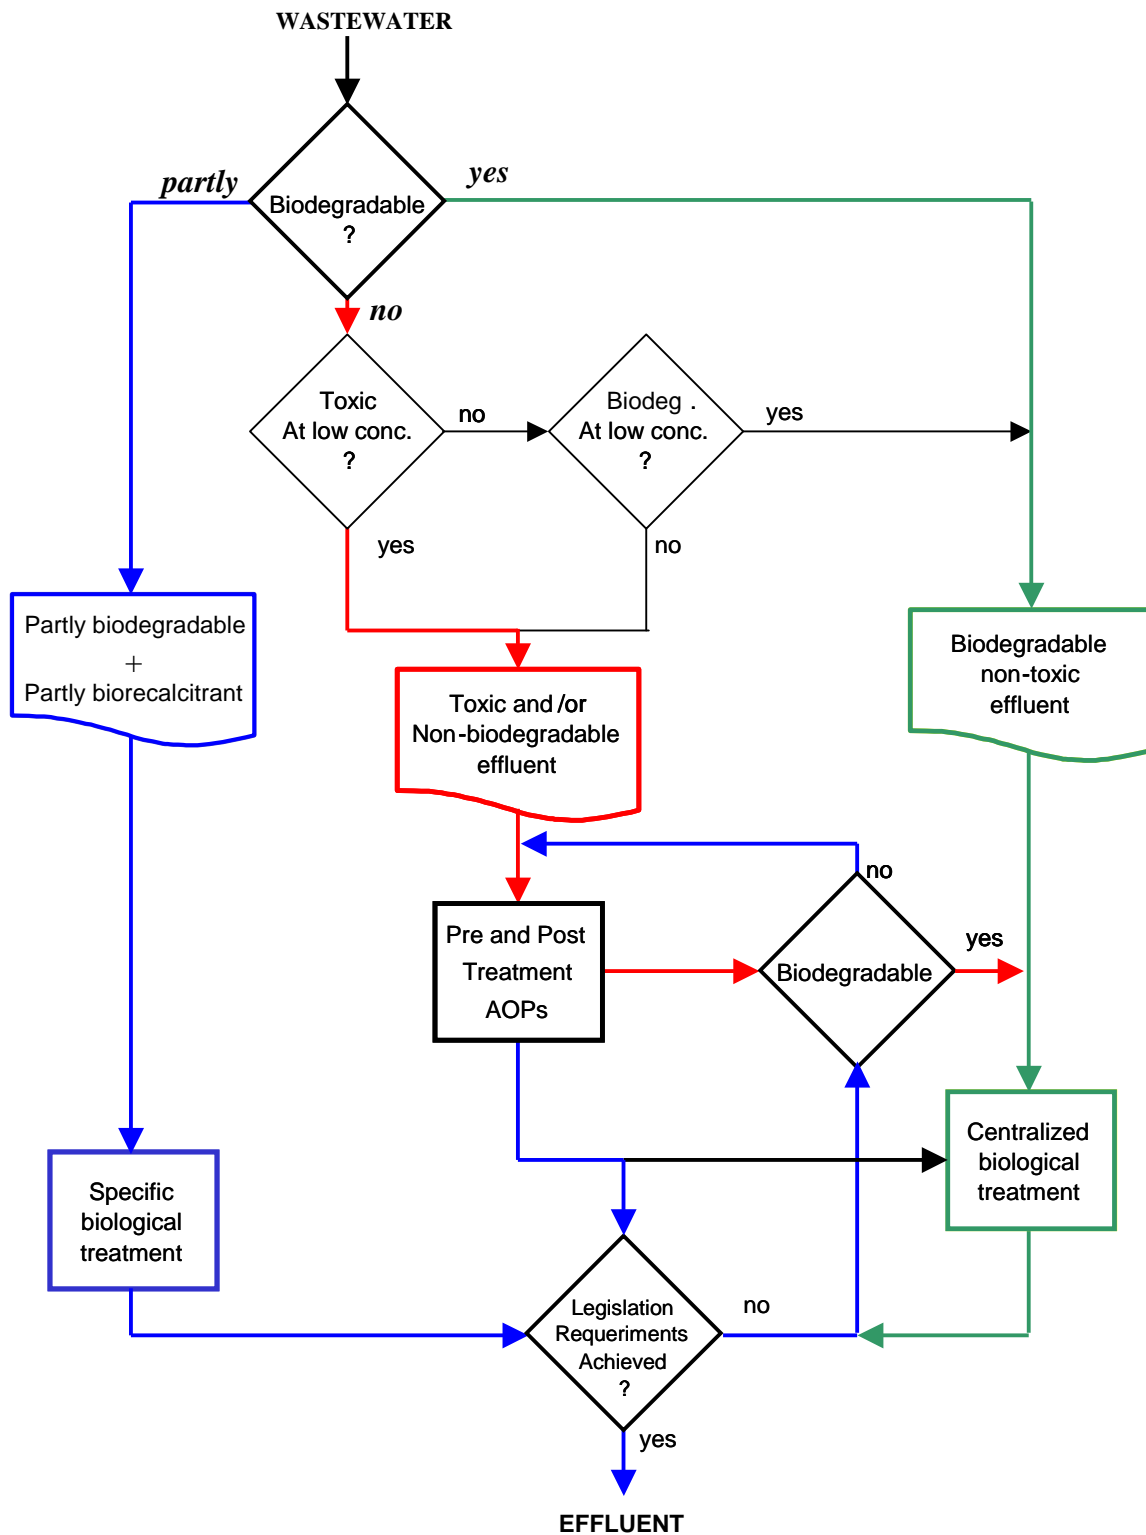 WASTEWATER
partly
yes
Biodegradable
?
no
Toxic
At low conc.
?
no
Biodeg .
At low conc.
?
yes
yes
no
Partly biodegradable
+
Partly biorecalcitrant
Biodegradable
non-toxic
effluent
Toxic and /or
Non-biodegradable
effluent
no
Pre and Post
Treatment
AOPs
Biodegradable
yes
Centralized
biological
treatment
Specific
biological
treatment
Legislation
Requeriments
Achieved
?
no
yes
EFFLUENT